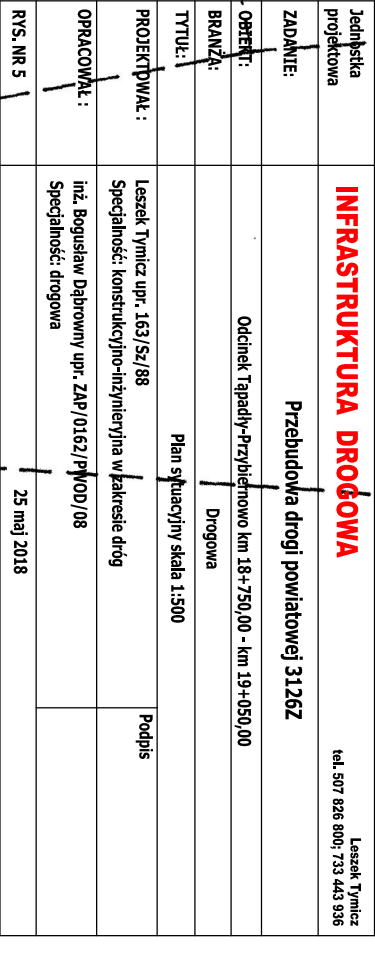 Jednostka
projektowa
INFRASTRUKTURA DROGOWA
Leszek Tymicz
tel. 507 826 800; 733 443 936
ZADANIE:
Przebudowa drogi powiatowej 3126Z
OBIEKT:
Odcinek Tąpadły-Przybiernowo km 18+750,00 - km 19+050,00
BRANŻA:
Drogowa
TYTUŁ:
Plan sytuacyjny skala 1:500
PROJEKTOWAŁ :
Leszek Tymicz upr. 163/Sz/88
Specjalność: konstrukcyjno-inżynieryjna w zakresie dróg
Podpis
OPRACOWAŁ :
inż. Bogusław Dąbrowny upr. ZAP/0162/PWOD/08
Specjalność: drogowa
RYS. NR 5
25 maj 2018